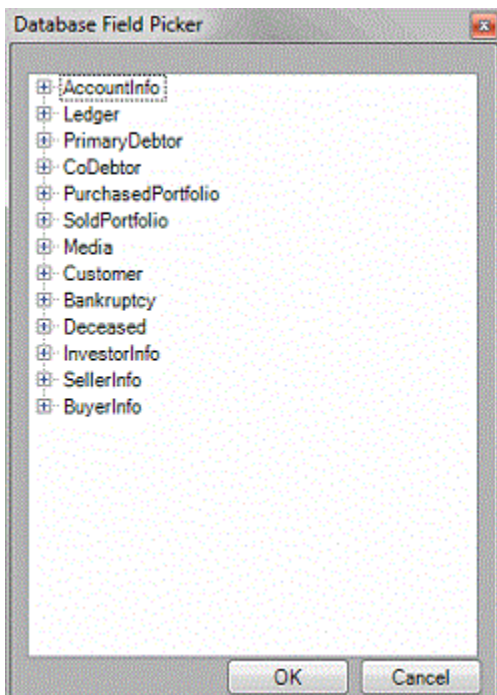 Database Field Picker
AccountInfo
Ledger
PrimaryDebtor
CoDebtor
PurchasedPortfolio
SoldPortfolio
Media
Customer
Bankruptcy
Deceased
InvestorInfo
SellerInfo
BuyerInfo
OK Cancel